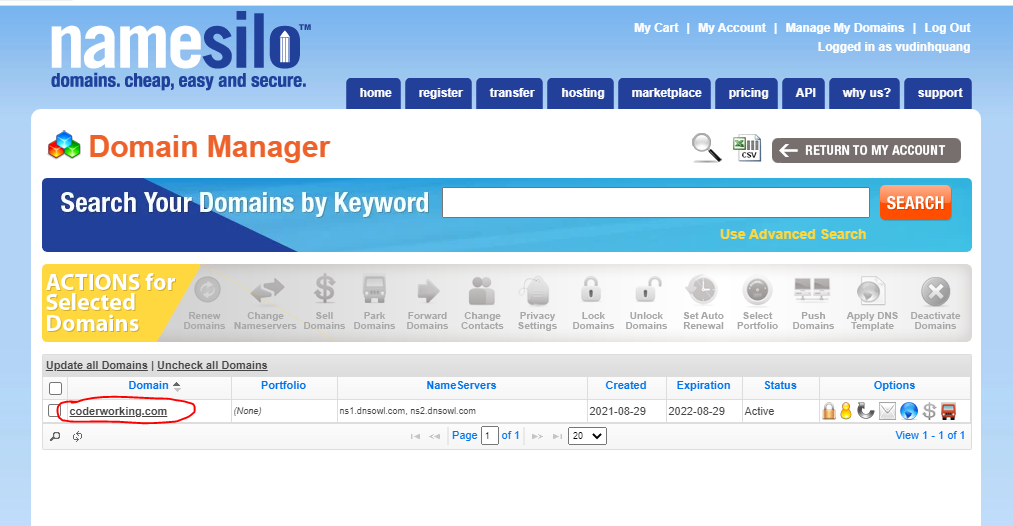 My Cart | My Account | Manage My Domains | Log Out
Logged in as vudinhquang
namesilo™
domains. cheap, easy and secure.
home register transfer hosting marketplace pricing API why us? support
Domain Manager
CSV
RETURN TO MY ACCOUNT
Search Your Domains by Keyword
SEARCH
Use Advanced Search
ACTIONS for
Selected
Domains
Renew Domains
Change Nameservers
Sell Domains
Park Domains
Forward Domains
Change Contacts
Privacy Settings
Lock Domains
Unlock Domains
Set Auto Renewal
Select Portfolio
Push Domains
Apply DNS Template
Deactivate Domains
Update all Domains | Uncheck all Domains
Domain Portfolio NameServers Created Expiration Status Options
coderworking.com (None) ns1.dnsowl.com, ns2.dnsowl.com 2021-08-29 2022-08-29 Active
Page 1 of 1 20 View 1 - 1 of 1